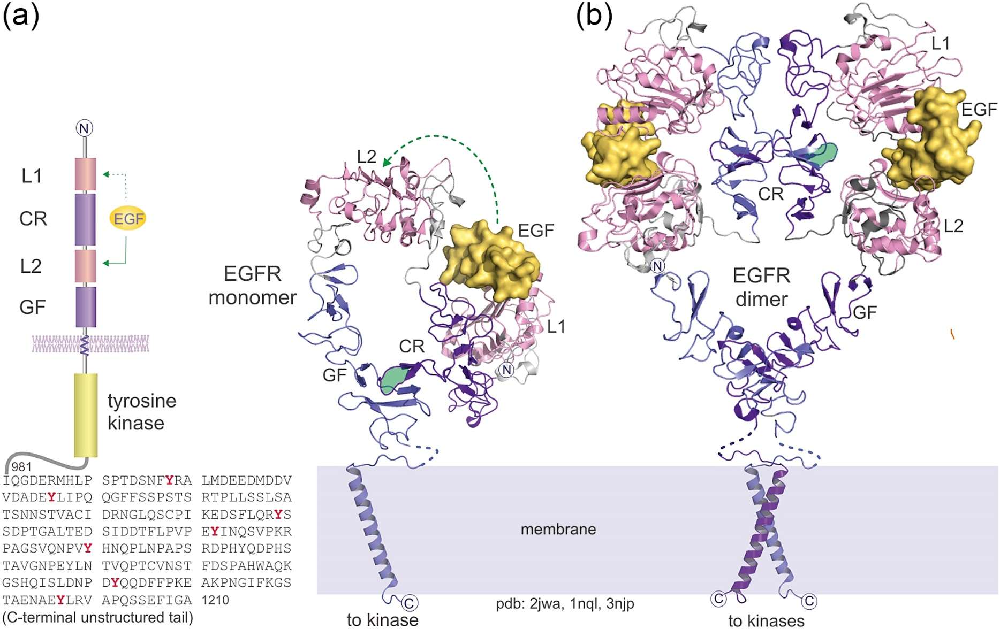 (a)
N
L1
CR
EGF
L2
GF
tyrosine
kinase
981
IQGDERMHLP SPTDSNFYRA LMDEEDMDDV
VDADEYLIPQ QGFFSSPSTS RTPLLSSLSA
TSNNSTVACI DRNGLQSCPI KEDSFLQRYS
SDPTGALTED SIDDTFLPVP EYINQSVPKR
PAGSVQNPVY HNQPLNPAPS RDPHYQDPHS
TAVGNPEYLN TVQPTCVNST FDSPAHWAQK
GSHQISLDNP DYQQDFFPKE AKPNGIFKGS
TAENAEYLRV APQSSEFIGA 1210
(C-terminal unstructured tail)
L2
EGF
EGFR
monomer
L1
CR
N
GF
C
to kinase
(b)
L1
EGF
CR
L2
N
EGFR
dimer
GF
membrane
C
C
pdb: 2jwa, 1nql, 3njp
to kinases